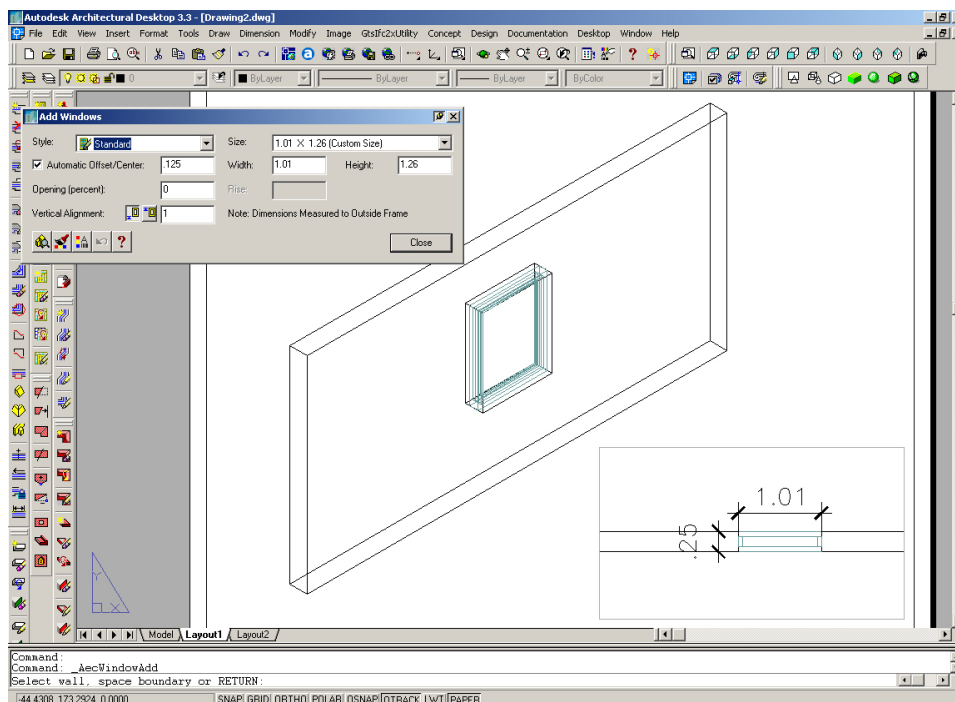 Autodesk Architectural Desktop 3.3 - [Drawing2.dwg]
File Edit View Insert Format Tools Draw Dimension Modify Image GtsIfc2xUtility Concept Design Documentation Desktop Window Help
0 ByLayer ByLayer ByLayer ByColor
Add Windows
Style: Standard Size: 1.01 X 1.26 (Custom Size)
Automatic Offset/Center: .125 Width: 1.01 Height: 1.26
Opening (percent): 0 Rise:
Vertical Alignment: 1 Note: Dimensions Measured to Outside Frame
Close
1.01
.25
Y
X
Model Layout1 Layout2
Command:
Command: _AecWindowAdd
Select wall, space boundary or RETURN:
-44.4308, 173.2924, 0.0000 SNAP GRID ORTHO POLAR OSNAP OTRACK LWT PAPER